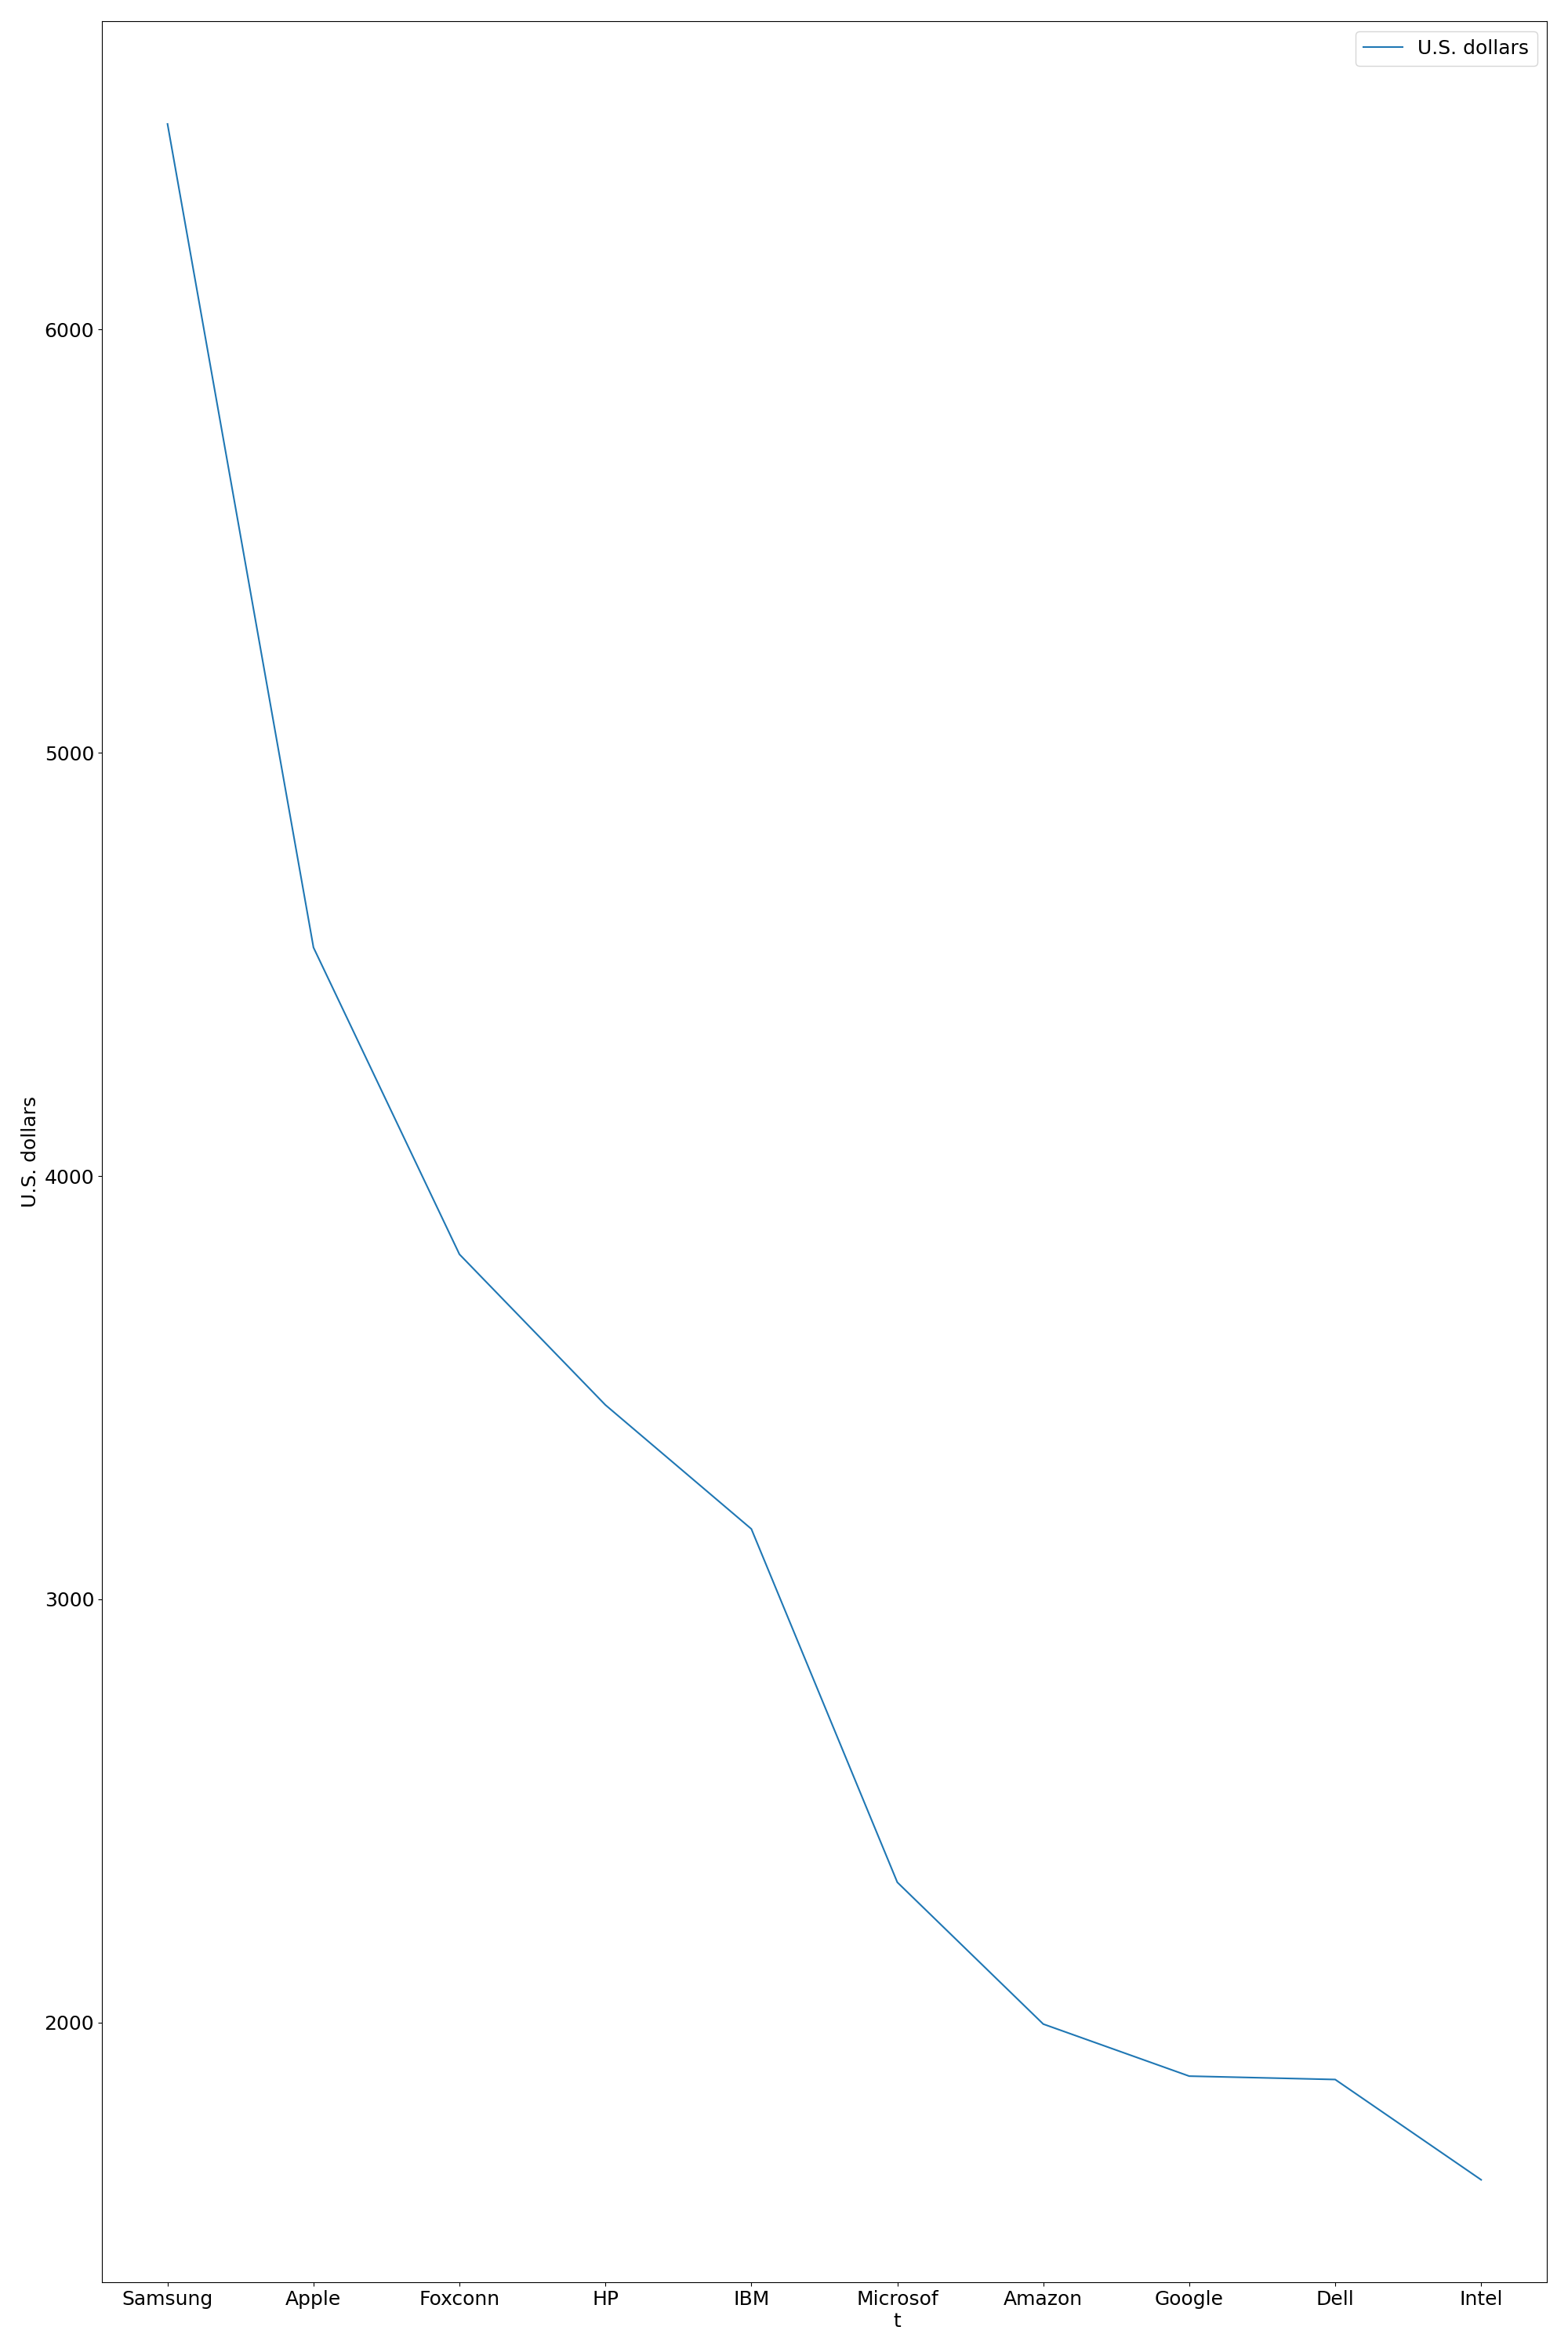 U.S. dollars
6000
5000
4000
3000
2000
U.S. dollars
Samsung Apple Foxconn HP IBM Microsof Amazon Google Dell Intel
t